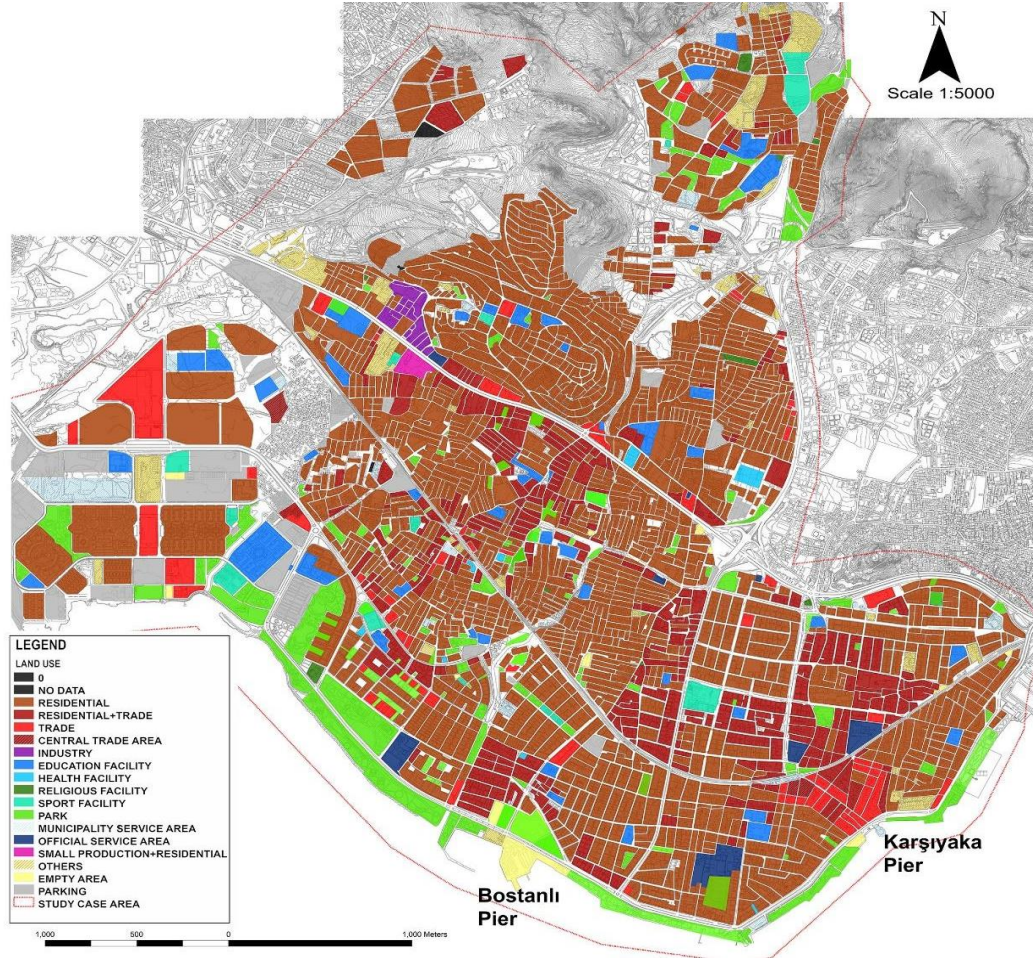 N
Scale 1:5000
Karşıyaka
Pier
Bostanlı
Pier
LEGEND
LAND USE
0
NO DATA
RESIDENTIAL
RESIDENTIAL+TRADE
TRADE
CENTRAL TRADE AREA
INDUSTRY
EDUCATION FACILITY
HEALTH FACILITY
RELIGIOUS FACILITY
SPORT FACILITY
PARK
MUNICIPALITY SERVICE AREA
OFFICIAL SERVICE AREA
SMALL PRODUCTION+RESIDENTIAL
OTHERS
EMPTY AREA
PARKING
STUDY CASE AREA
1,000 500 0 1,000 Meters